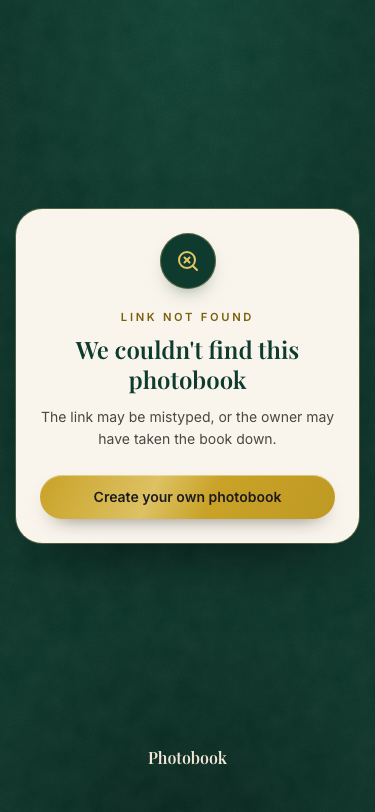 LINK NOT FOUND
We couldn't find this
photobook
The link may be mistyped, or the owner may
have taken the book down.
Create your own photobook
Photobook